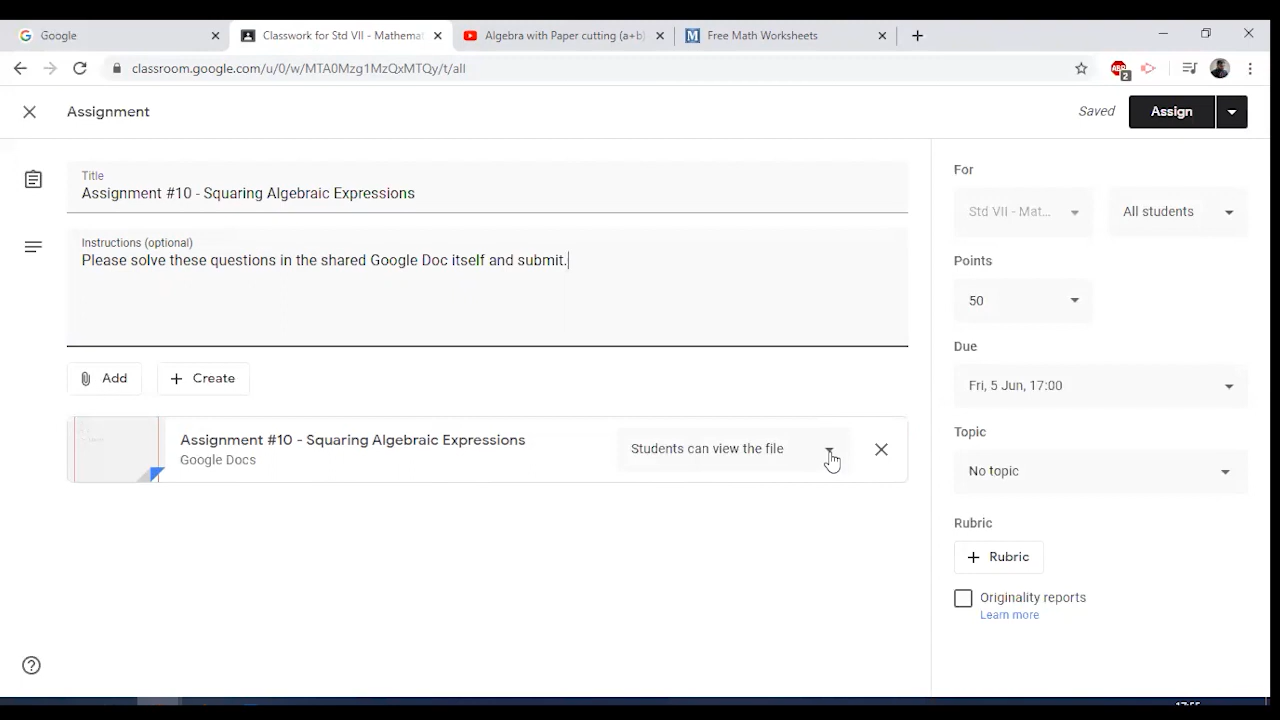 Google
Classwork for Std VII - Mathemat
Algebra with Paper cutting (a+b)
M
Free Math Worksheets
classroom.google.com/u/0/w/MTA0Mzg1MzQxMTQy/t/all
ABP
2
Assignment
Saved
Assign
Title
Assignment #10 - Squaring Algebraic Expressions
Instructions (optional)
Please solve these questions in the shared Google Doc itself and submit.
Add
Create
Assignment #10 - Squaring Algebraic Expressions
Google Docs
Students can view the file
For
Std VII - Mat...
All students
Points
50
Due
Fri, 5 Jun, 17:00
Topic
No topic
Rubric
Rubric
Originality reports
Learn more